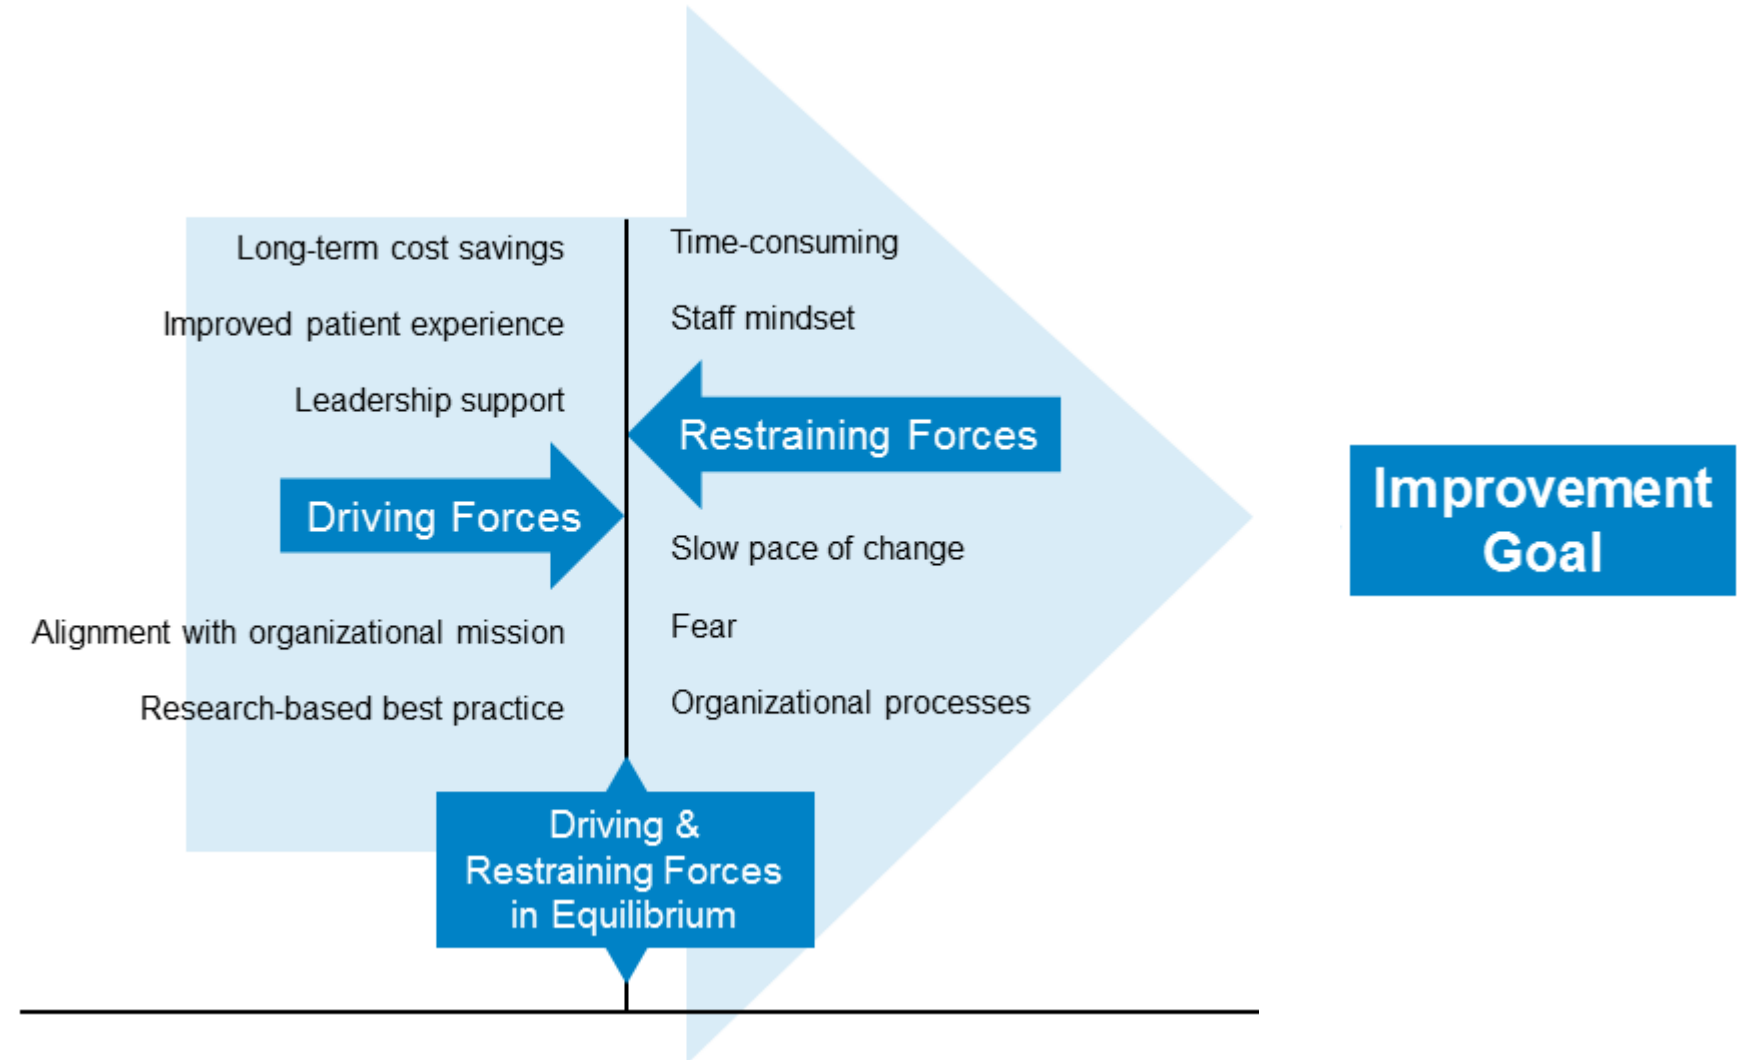 Long-term cost savings
Improved patient experience
Leadership support
Driving Forces
Alignment with organizational mission
Research-based best practice
Time-consuming
Staff mindset
Restraining Forces
Slow pace of change
Fear
Organizational processes
Driving &
Restraining Forces
in Equilibrium
Improvement
Goal